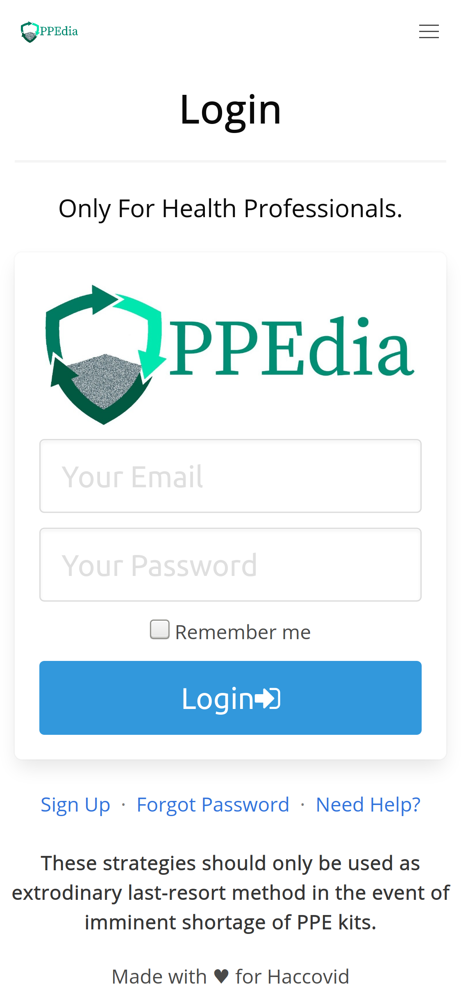 PPEdia
Login
Only For Health Professionals.
PPEdia
Your Email
Your Password
Remember me
Login
Sign Up · Forgot Password · Need Help?
These strategies should only be used as
extrodinary last-resort method in the event of
imminent shortage of PPE kits.
Made with ♥ for Haccovid